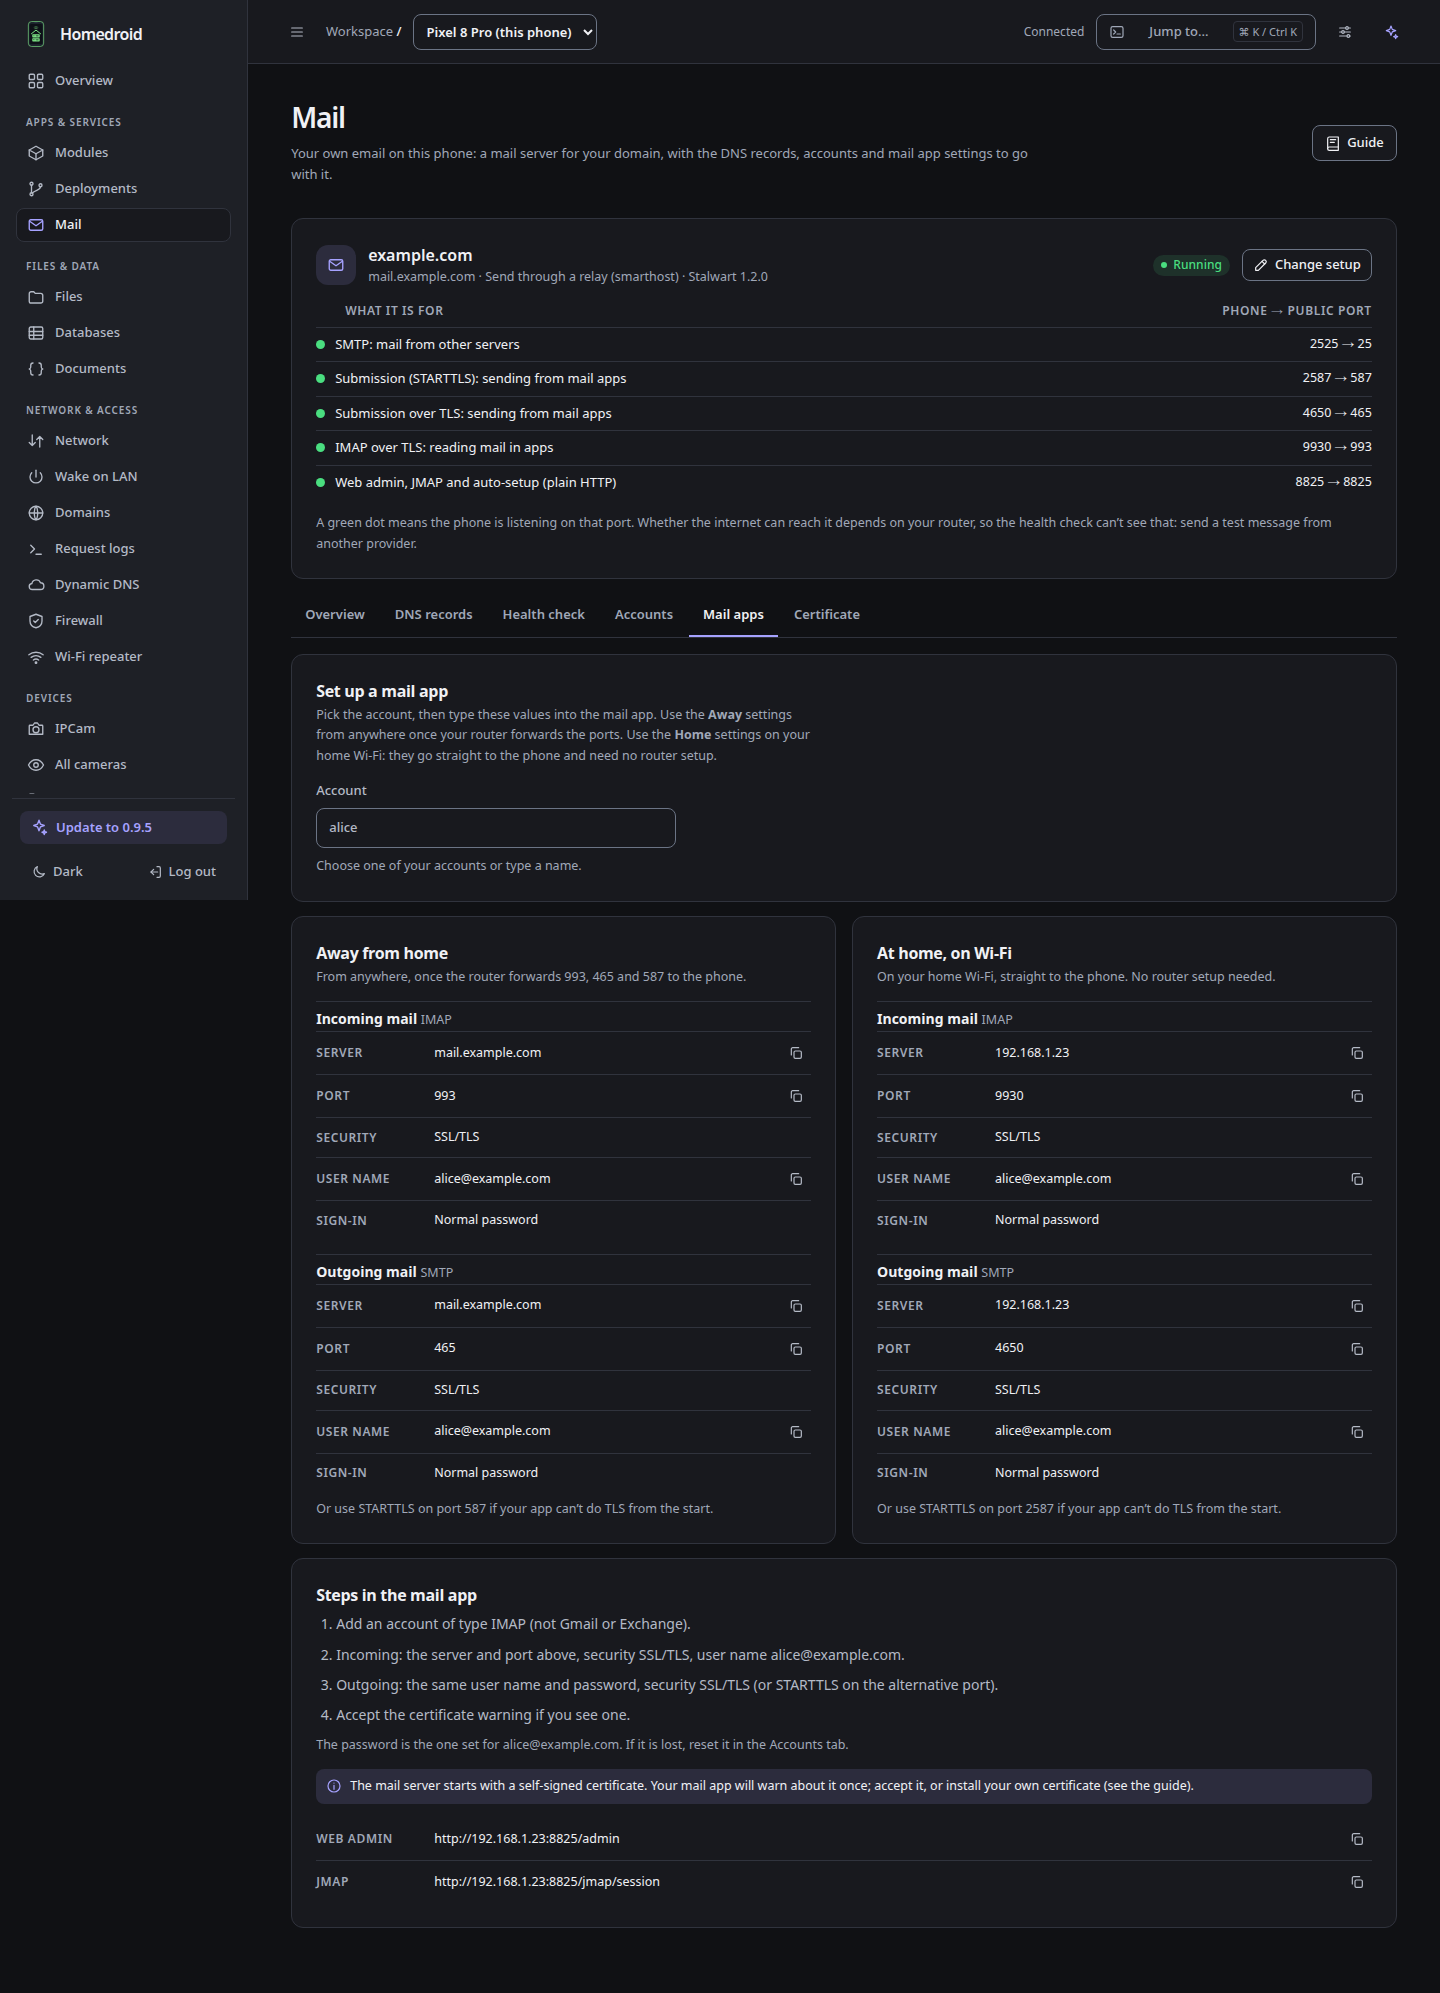 Homedroid
Overview
APPS & SERVICES
Modules
Deployments
Mail
FILES & DATA
Files
Databases
Documents
NETWORK & ACCESS
Network
Wake on LAN
Domains
Request logs
Dynamic DNS
Firewall
Wi-Fi repeater
DEVICES
IPCam
All cameras
Update to 0.9.5
Dark
Log out
Workspace / Pixel 8 Pro (this phone)
Connected
Jump to... ⌘ K / Ctrl K
Mail
Your own email on this phone: a mail server for your domain, with the DNS records, accounts and mail app settings to go
with it.
Guide
example.com
mail.example.com · Send through a relay (smarthost) · Stalwart 1.2.0
Running
Change setup
WHAT IT IS FOR PHONE → PUBLIC PORT
SMTP: mail from other servers 2525 → 25
Submission (STARTTLS): sending from mail apps 2587 → 587
Submission over TLS: sending from mail apps 4650 → 465
IMAP over TLS: reading mail in apps 9930 → 993
Web admin, JMAP and auto-setup (plain HTTP) 8825 → 8825
A green dot means the phone is listening on that port. Whether the internet can reach it depends on your router, so the health check can’t see that: send a test message from
another provider.
Overview DNS records Health check Accounts Mail apps Certificate
Set up a mail app
Pick the account, then type these values into the mail app. Use the Away settings
from anywhere once your router forwards the ports. Use the Home settings on your
home Wi-Fi: they go straight to the phone and need no router setup.
Account
alice
Choose one of your accounts or type a name.
Away from home
From anywhere, once the router forwards 993, 465 and 587 to the phone.
Incoming mail IMAP
SERVER mail.example.com
PORT 993
SECURITY SSL/TLS
USER NAME alice@example.com
SIGN-IN Normal password
Outgoing mail SMTP
SERVER mail.example.com
PORT 465
SECURITY SSL/TLS
USER NAME alice@example.com
SIGN-IN Normal password
Or use STARTTLS on port 587 if your app can’t do TLS from the start.
At home, on Wi-Fi
On your home Wi-Fi, straight to the phone. No router setup needed.
Incoming mail IMAP
SERVER 192.168.1.23
PORT 9930
SECURITY SSL/TLS
USER NAME alice@example.com
SIGN-IN Normal password
Outgoing mail SMTP
SERVER 192.168.1.23
PORT 4650
SECURITY SSL/TLS
USER NAME alice@example.com
SIGN-IN Normal password
Or use STARTTLS on port 2587 if your app can’t do TLS from the start.
Steps in the mail app
1. Add an account of type IMAP (not Gmail or Exchange).
2. Incoming: the server and port above, security SSL/TLS, user name alice@example.com.
3. Outgoing: the same user name and password, security SSL/TLS (or STARTTLS on the alternative port).
4. Accept the certificate warning if you see one.
The password is the one set for alice@example.com. If it is lost, reset it in the Accounts tab.
The mail server starts with a self-signed certificate. Your mail app will warn about it once; accept it, or install your own certificate (see the guide).
WEB ADMIN http://192.168.1.23:8825/admin
JMAP http://192.168.1.23:8825/jmap/session